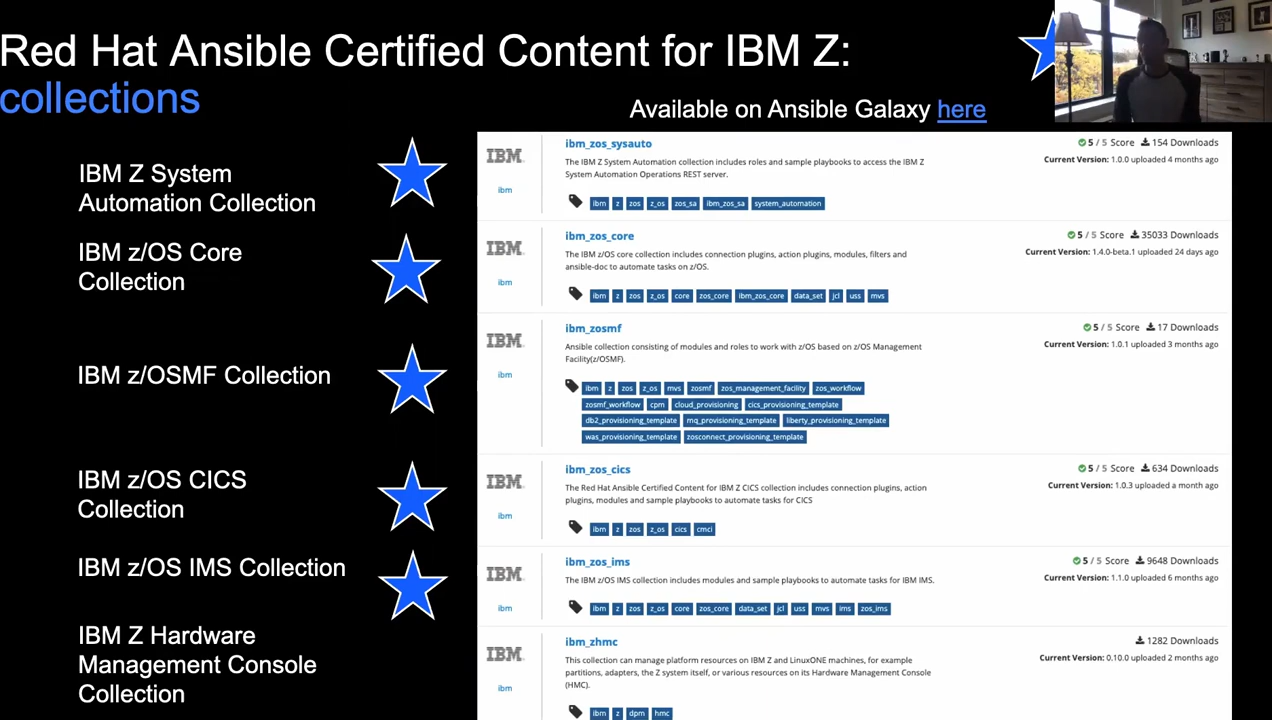 Red Hat Ansible Certified Content for IBM Z:
collections
Available on Ansible Galaxy here
IBM Z System
Automation Collection
IBM z/OS Core
Collection
IBM z/OSMF Collection
IBM z/OS CICS
Collection
IBM z/OS IMS Collection
IBM Z Hardware
Management Console
Collection
IBM
ibm
ibm_zos_sysauto
The IBM Z System Automation collection includes roles and sample playbooks to access the IBM Z
System Automation Operations REST server.
ibm z zos z_os zos_sa ibm_zos_sa system_automation
5 / 5 Score 154 Downloads
Current Version: 1.0.0 uploaded 4 months ago
IBM
ibm
ibm_zos_core
The IBM z/OS core collection includes connection plugins, action plugins, modules, filters and
ansible-doc to automate tasks on z/OS.
ibm z zos z_os core zos_core ibm_zos_core data_set jcl uss mvs
5 / 5 Score 35033 Downloads
Current Version: 1.4.0-beta.1 uploaded 24 days ago
IBM
ibm
ibm_zosmf
Ansible collection consisting of modules and roles to work with z/OS based on z/OS Management
Facility(z/OSMF).
ibm z zos z_os mvs zosmf zos_management_facility zos_workflow
zosmf_workflow cpm cloud_provisioning cics_provisioning_template
db2_provisioning_template mq_provisioning_template liberty_provisioning_template
was_provisioning_template zosconnect_provisioning_template
5 / 5 Score 17 Downloads
Current Version: 1.0.1 uploaded 3 months ago
IBM
ibm
ibm_zos_cics
The Red Hat Ansible Certified Content for IBM Z CICS collection includes connection plugins, action
plugins, modules and sample playbooks to automate tasks for CICS
ibm z zos z_os cics cmci
5 / 5 Score 634 Downloads
Current Version: 1.0.3 uploaded a month ago
IBM
ibm
ibm_zos_ims
The IBM z/OS IMS collection includes modules and sample playbooks to automate tasks for IBM IMS.
ibm z zos z_os core zos_core data_set jcl uss mvs ims zos_ims
5 / 5 Score 9648 Downloads
Current Version: 1.1.0 uploaded 6 months ago
IBM
ibm
ibm_zhmc
This collection can manage platform resources on IBM Z and LinuxONE machines, for example
partitions, adapters, the Z system itself, or various resources on its Hardware Management Console
(HMC).
ibm z dpm hmc
1282 Downloads
Current Version: 0.10.0 uploaded 2 months ago